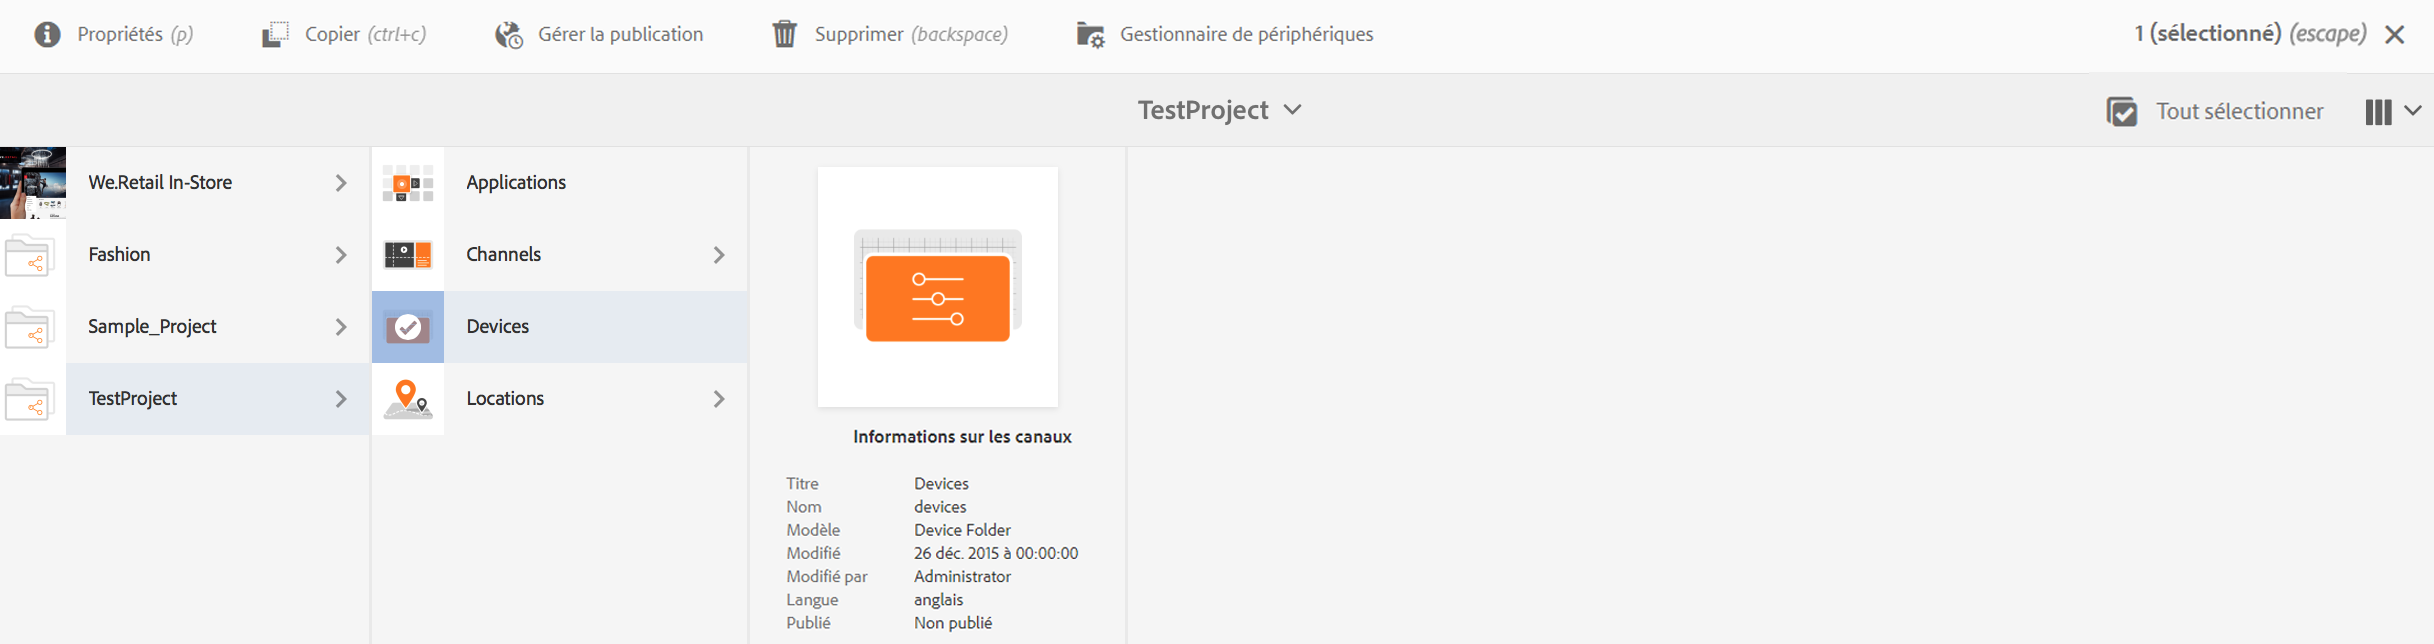 Propriétés (p) Copier (ctrl+c) Gérer la publication Supprimer (backspace) Gestionnaire de périphériques 1 (sélectionné) (escape)
TestProject Tout sélectionner
We.Retail In-Store
Fashion
Sample_Project
TestProject
Applications
Channels
Devices
Locations
Informations sur les canaux
Titre Devices
Nom devices
Modèle Device Folder
Modifié 26 déc. 2015 à 00:00:00
Modifié par Administrator
Langue anglais
Publié Non publié